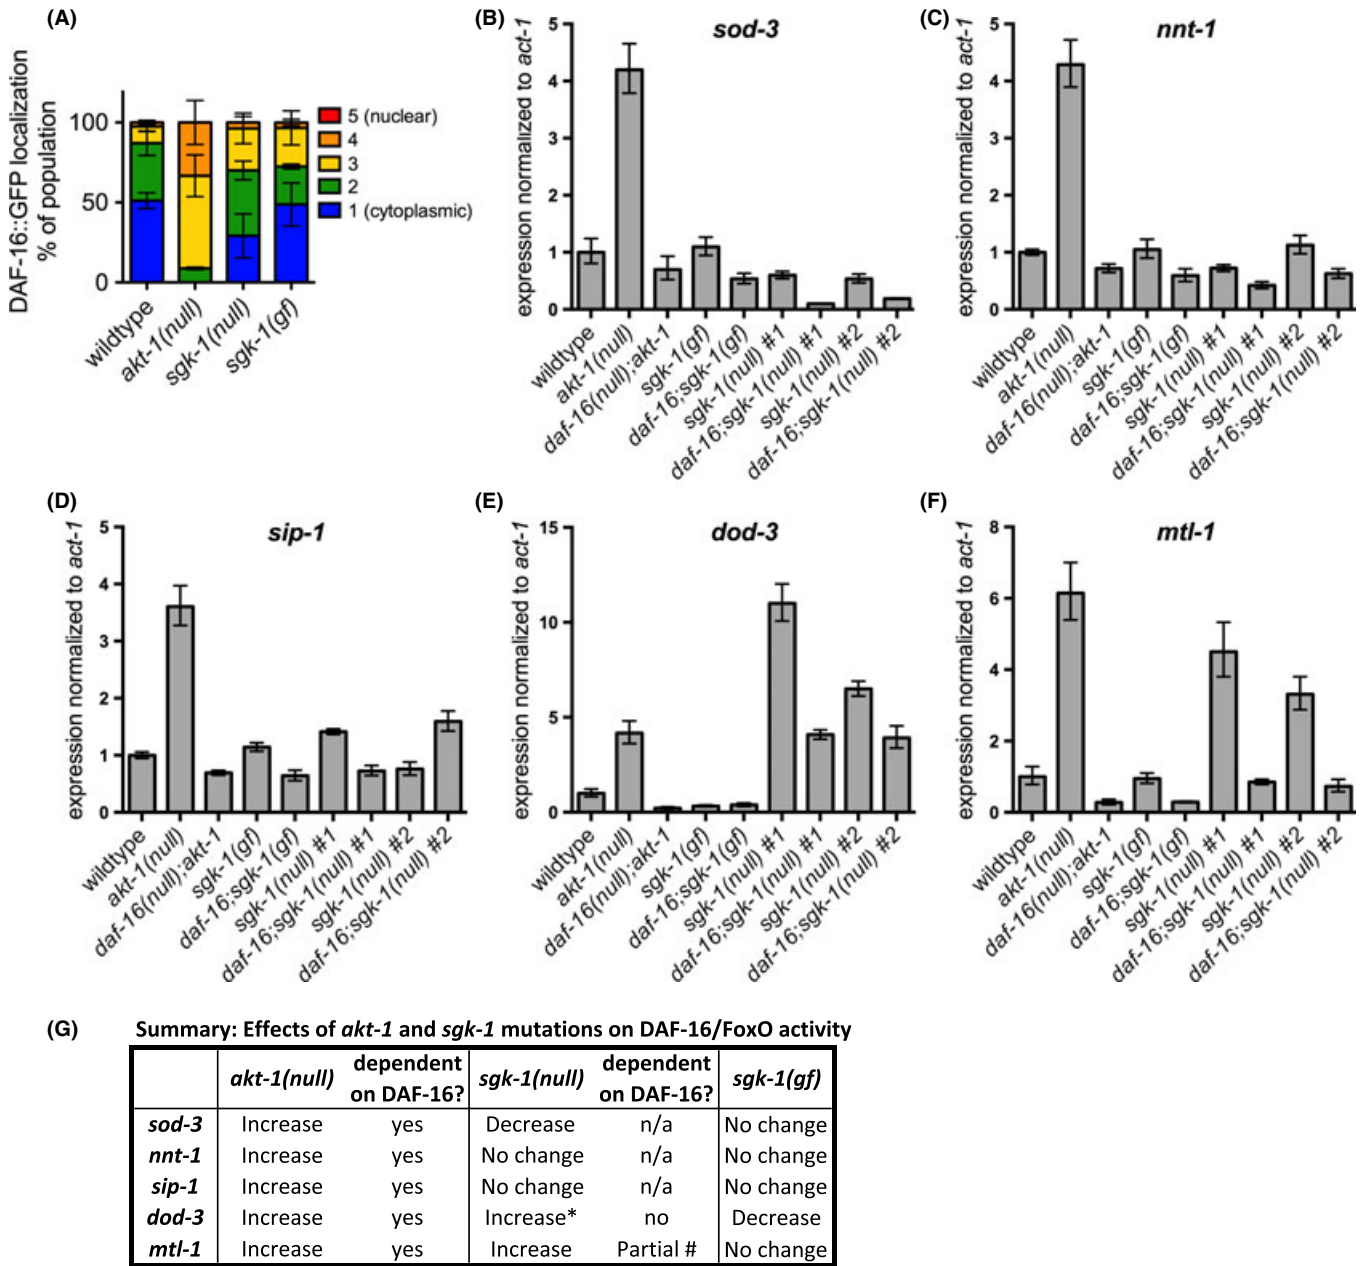 (A)
DAF-16::GFP localization
% of population
100
50
0
5 (nuclear)
4
3
2
1 (cytoplasmic)
wildtype
akt-1(null)
sgk-1(null)
sgk-1(gf)
(B)
sod-3
expression normalized to act-1
5
4
3
2
1
0
wildtype
akt-1(null)
daf-16(null);akt-1
sgk-1(gf)
daf-16;sgk-1(gf)
sgk-1(null) #1
daf-16;sgk-1(null) #1
sgk-1(null) #2
daf-16;sgk-1(null) #2
(C)
nnt-1
expression normalized to act-1
5
4
3
2
1
0
wildtype
akt-1(null)
daf-16(null);akt-1
sgk-1(gf)
daf-16;sgk-1(gf)
sgk-1(null) #1
daf-16;sgk-1(null) #1
sgk-1(null) #2
daf-16;sgk-1(null) #2
(D)
sip-1
expression normalized to act-1
5
4
3
2
1
0
wildtype
akt-1(null)
daf-16(null);akt-1
sgk-1(gf)
daf-16;sgk-1(gf)
sgk-1(null) #1
daf-16;sgk-1(null) #1
sgk-1(null) #2
daf-16;sgk-1(null) #2
(E)
dod-3
expression normalized to act-1
15
10
5
0
wildtype
akt-1(null)
daf-16(null);akt-1
sgk-1(gf)
daf-16;sgk-1(gf)
sgk-1(null) #1
daf-16;sgk-1(null) #1
sgk-1(null) #2
daf-16;sgk-1(null) #2
(F)
mtl-1
expression normalized to act-1
8
6
4
2
0
wildtype
akt-1(null)
daf-16(null);akt-1
sgk-1(gf)
daf-16;sgk-1(gf)
sgk-1(null) #1
daf-16;sgk-1(null) #1
sgk-1(null) #2
daf-16;sgk-1(null) #2
(G)
Summary: Effects of akt-1 and sgk-1 mutations on DAF-16/FoxO activity
akt-1(null) dependent on DAF-16? sgk-1(null) dependent on DAF-16? sgk-1(gf)
sod-3 Increase yes Decrease n/a No change
nnt-1 Increase yes No change n/a No change
sip-1 Increase yes No change n/a No change
dod-3 Increase yes Increase* no Decrease
mtl-1 Increase yes Increase Partial # No change